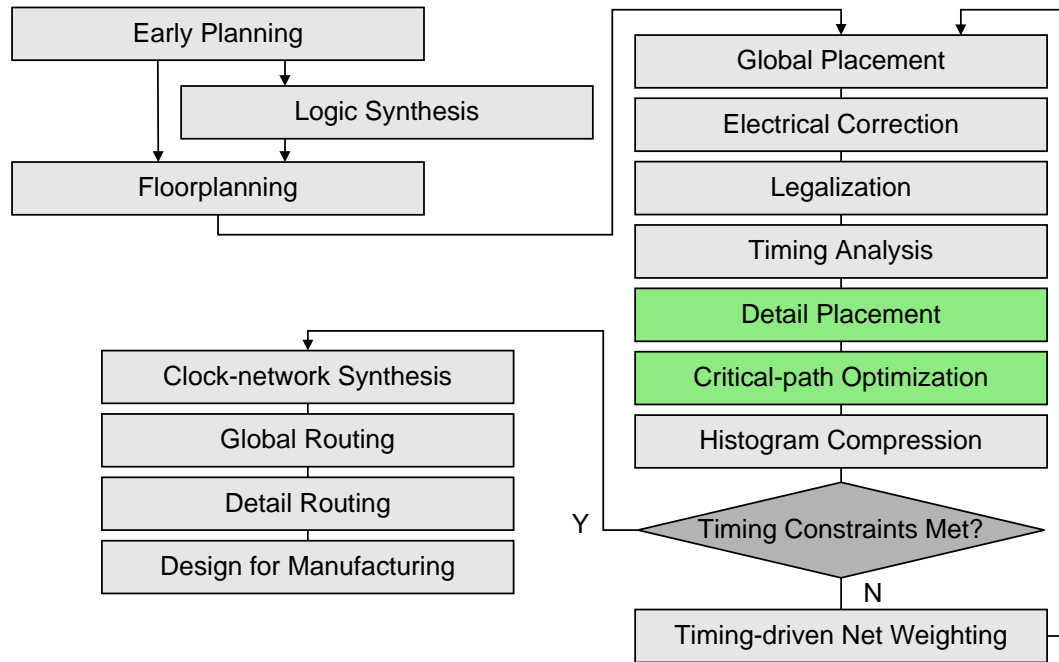 Early Planning
Logic Synthesis
Floorplanning
Global Placement
Electrical Correction
Legalization
Timing Analysis
Detail Placement
Critical-path Optimization
Histogram Compression
Timing Constraints Met?
Y
N
Timing-driven Net Weighting
Clock-network Synthesis
Global Routing
Detail Routing
Design for Manufacturing